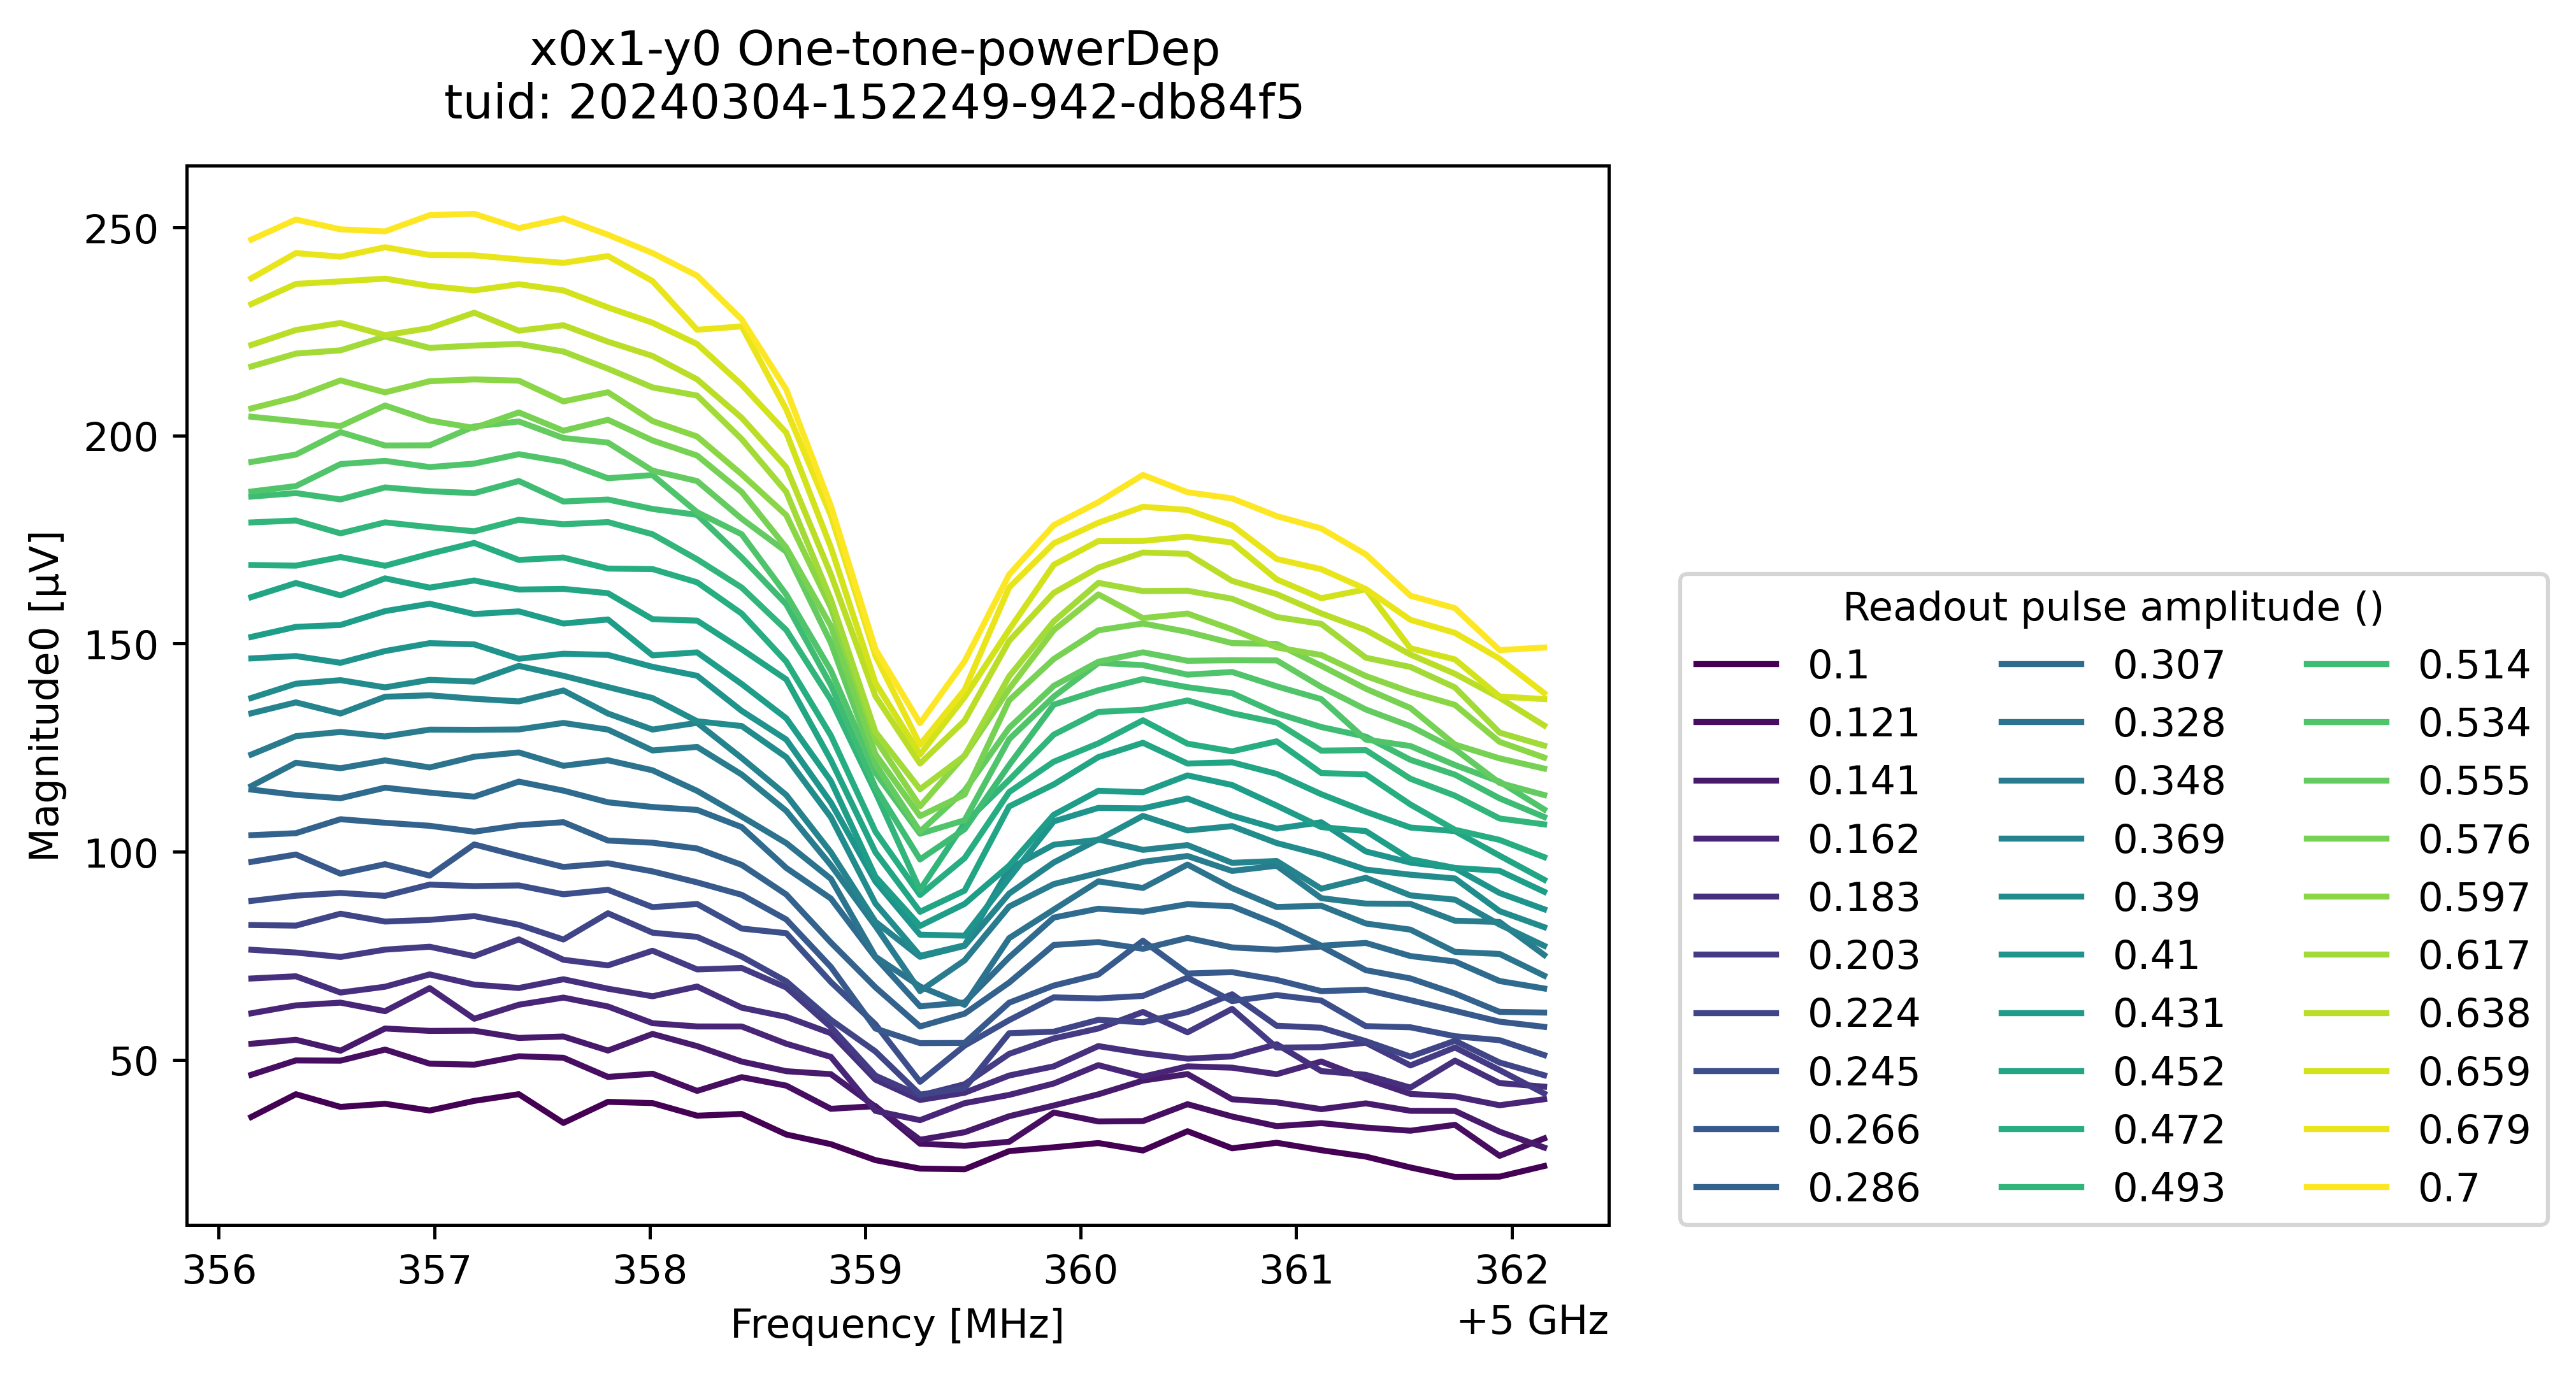 x0x1-y0 One-tone-powerDep
tuid: 20240304-152249-942-db84f5
Magnitude0 [µV]
250
200
150
100
50
356 357 358 359 360 361 362
Frequency [MHz]
+5 GHz
Readout pulse amplitude ()
0.1 0.307 0.514
0.121 0.328 0.534
0.141 0.348 0.555
0.162 0.369 0.576
0.183 0.39 0.597
0.203 0.41 0.617
0.224 0.431 0.638
0.245 0.452 0.659
0.266 0.472 0.679
0.286 0.493 0.7